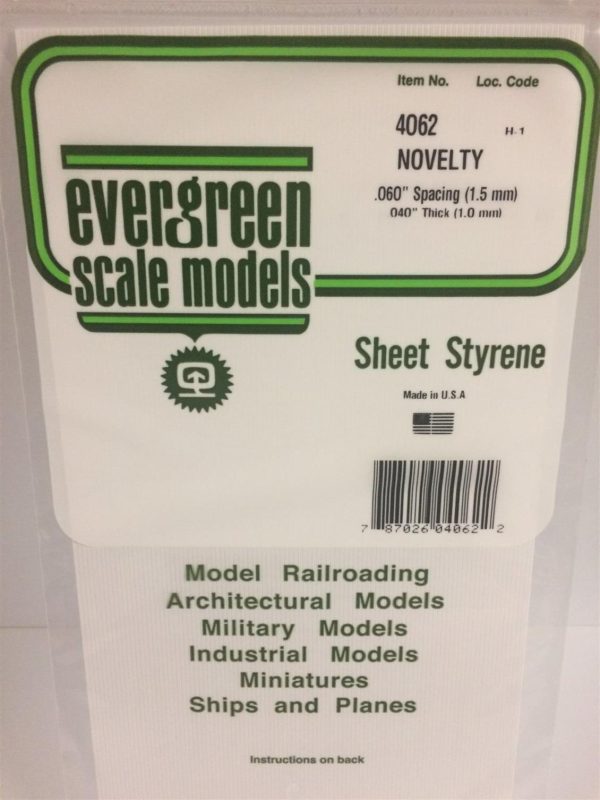 Item No. Loc. Code
4062 H-1
NOVELTY
.060" Spacing (1.5 mm)
040" Thick (1.0 mm)
evergreen
scale models
Sheet Styrene
Made in U.S.A
7 87026 04062 2
Model Railroading
Architectural Models
Military Models
Industrial Models
Miniatures
Ships and Planes
Instructions on back